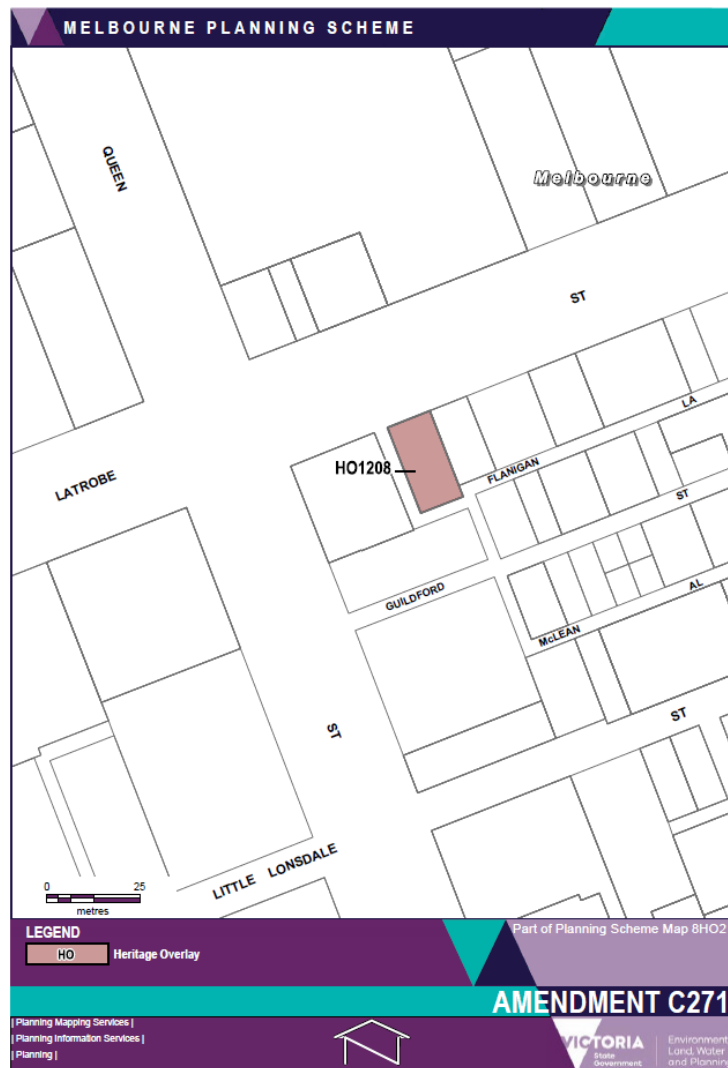 MELBOURNE PLANNING SCHEME
QUEEN
Melbourne
ST
LA
LATROBE
HO1208
FLANIGAN
ST
GUILDFORD
AL
McLEAN
ST
ST
LITTLE LONSDALE
0 25
metres
LEGEND
HO Heritage Overlay
Part of Planning Scheme Map 8HO2
AMENDMENT C271
| Planning Mapping Services |
| Planning Information Services |
| Planning |
N
VICTORIA
State
Government
Environment
Land, Water
and Planning